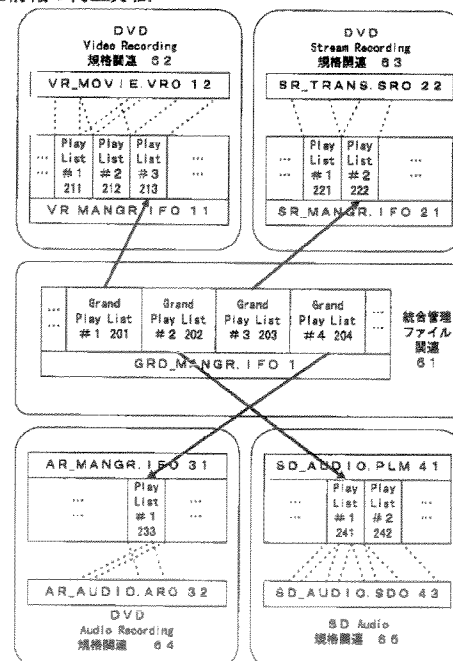 DVD
Video Recording
規格関連 62
VR_MOVIE.VRO 12
... Play List #1 211
Play List #2 212
Play List #3 213 ...
VR_MANGR.IFO 11
DVD
Stream Recording
規格関連 63
SR_TRANS.SRO 22
... Play List #1 221
Play List #2 222 ...
SR_MANGR.IFO 21
... Grand Play List #1 201
Grand Play List #2 202
Grand Play List #3 203
Grand Play List #4 204 ...
GRD_MANGR.IFO 1
統合管理
ファイル
関連
61
AR_MANGR.IFO 31
... Play List #1 233 ...
AR_AUDIO.ARO 32
DVD
Audio Recording
規格関連 64
SD_AUDIO.PLM 41
... Play List #1 241
Play List #2 242 ...
SD_AUDIO.SDO 43
SD Audio
規格関連 65